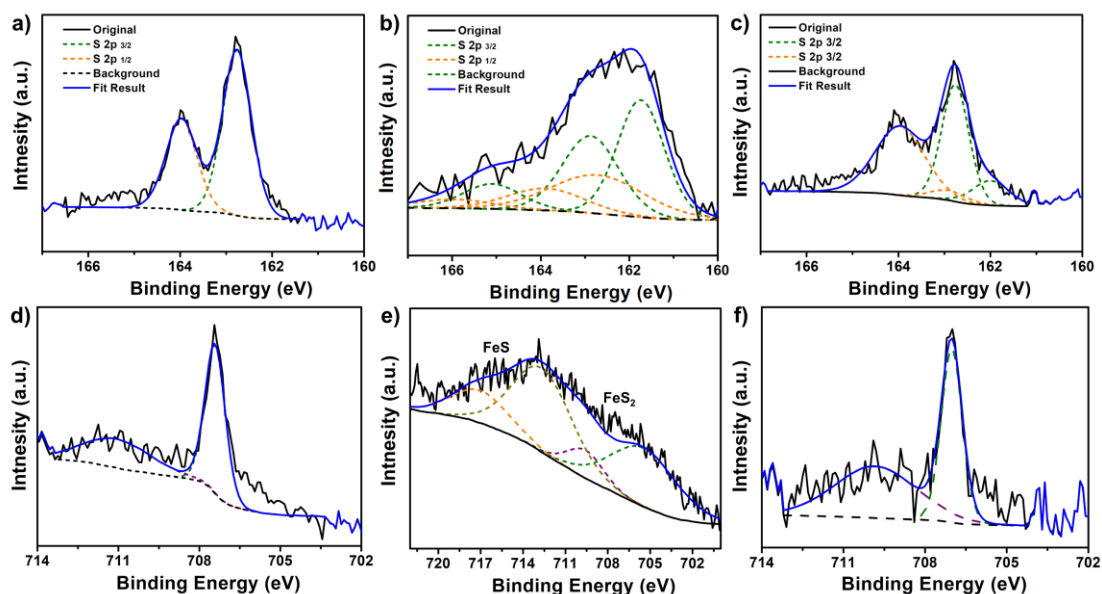 a)
Original
S 2p 3/2
S 2p 1/2
Background
Fit Result
Intnesity (a.u.)
166 164 162 160
Binding Energy (eV)
b)
Original
S 2p 3/2
S 2p 1/2
Background
Fit Result
Intnesity (a.u.)
166 164 162 160
Binding Energy (eV)
c)
Original
S 2p 3/2
S 2p 3/2
Background
Fit Result
Intnesity (a.u.)
166 164 162 160
Binding Energy (eV)
d)
Intnesity (a.u.)
714 711 708 705 702
Binding Energy (eV)
e)
FeS
FeS2
Intnesity (a.u.)
720 717 714 711 708 705 702
Binding Energy (eV)
f)
Intnesity (a.u.)
714 711 708 705 702
Binding Energy (eV)